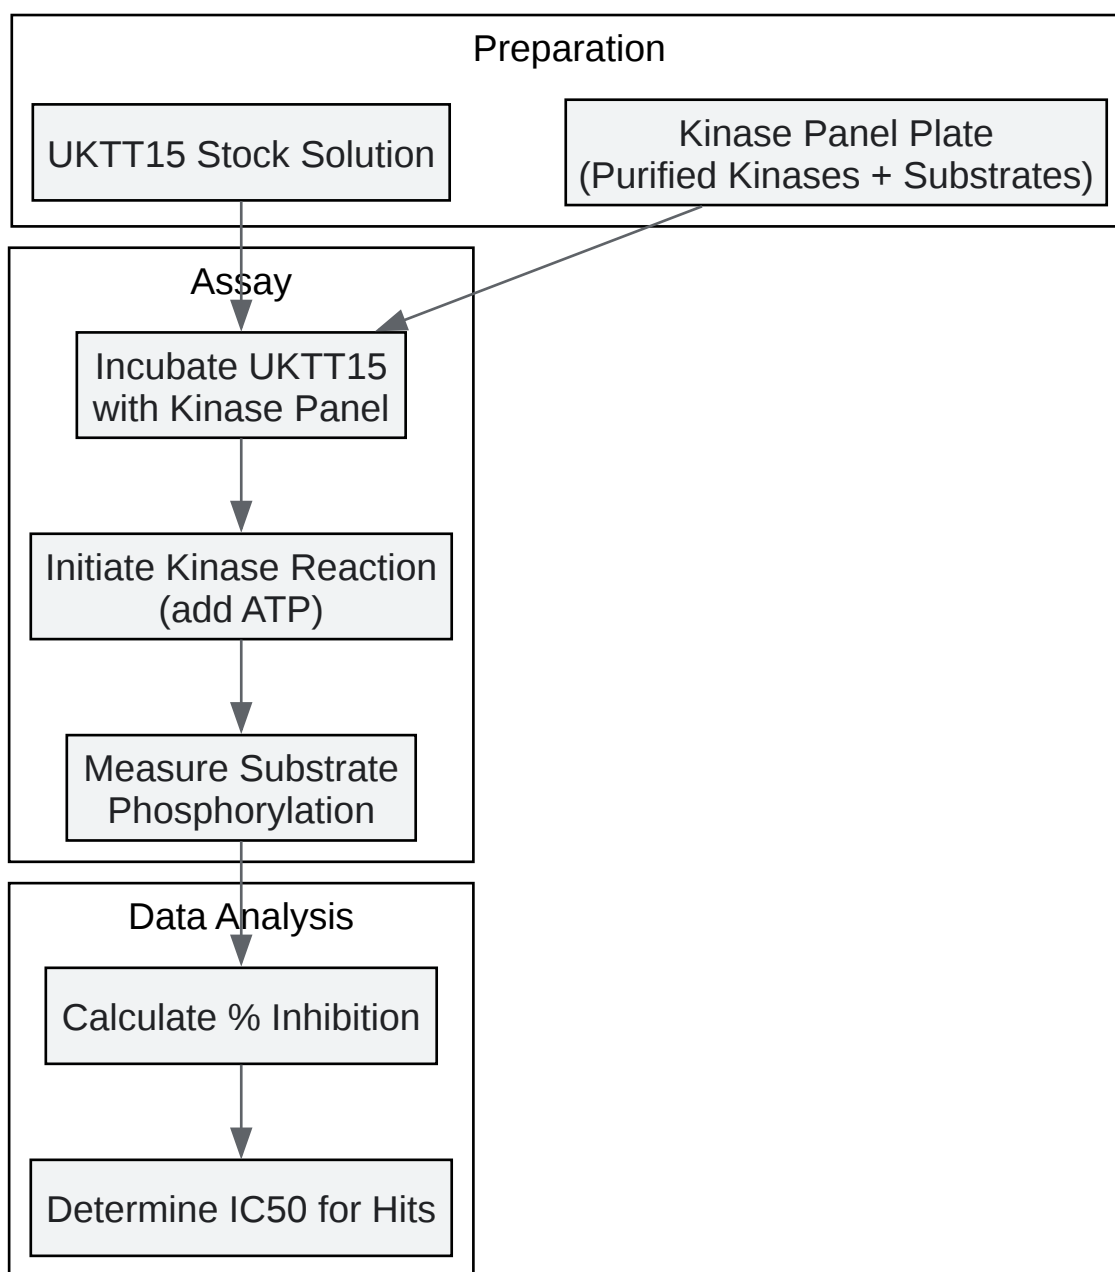 Preparation
UKTT15 Stock Solution
Kinase Panel Plate
(Purified Kinases + Substrates)
Assay
Incubate UKTT15
with Kinase Panel
Initiate Kinase Reaction
(add ATP)
Measure Substrate
Phosphorylation
Data Analysis
Calculate % Inhibition
Determine IC50 for Hits